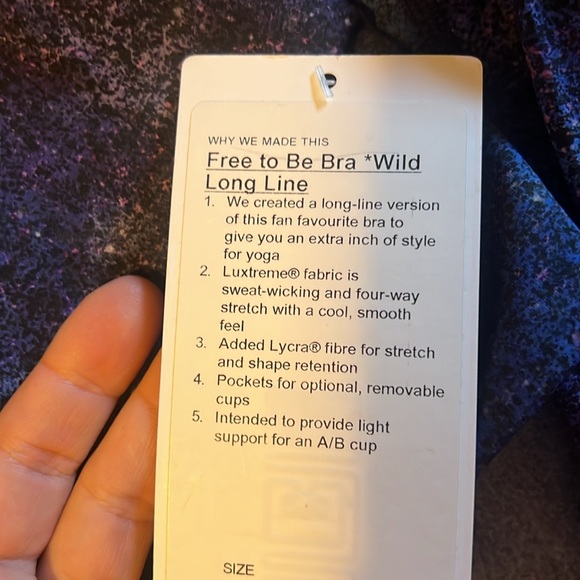 WHY WE MADE THIS
Free to Be Bra *Wild
Long Line
1. We created a long-line version
of this fan favourite bra to
give you an extra inch of style
for yoga
2. Luxtreme® fabric is
sweat-wicking and four-way
stretch with a cool, smooth
feel
3. Added Lycra® fibre for stretch
and shape retention
4. Pockets for optional, removable
cups
5. Intended to provide light
support for an A/B cup
SIZE